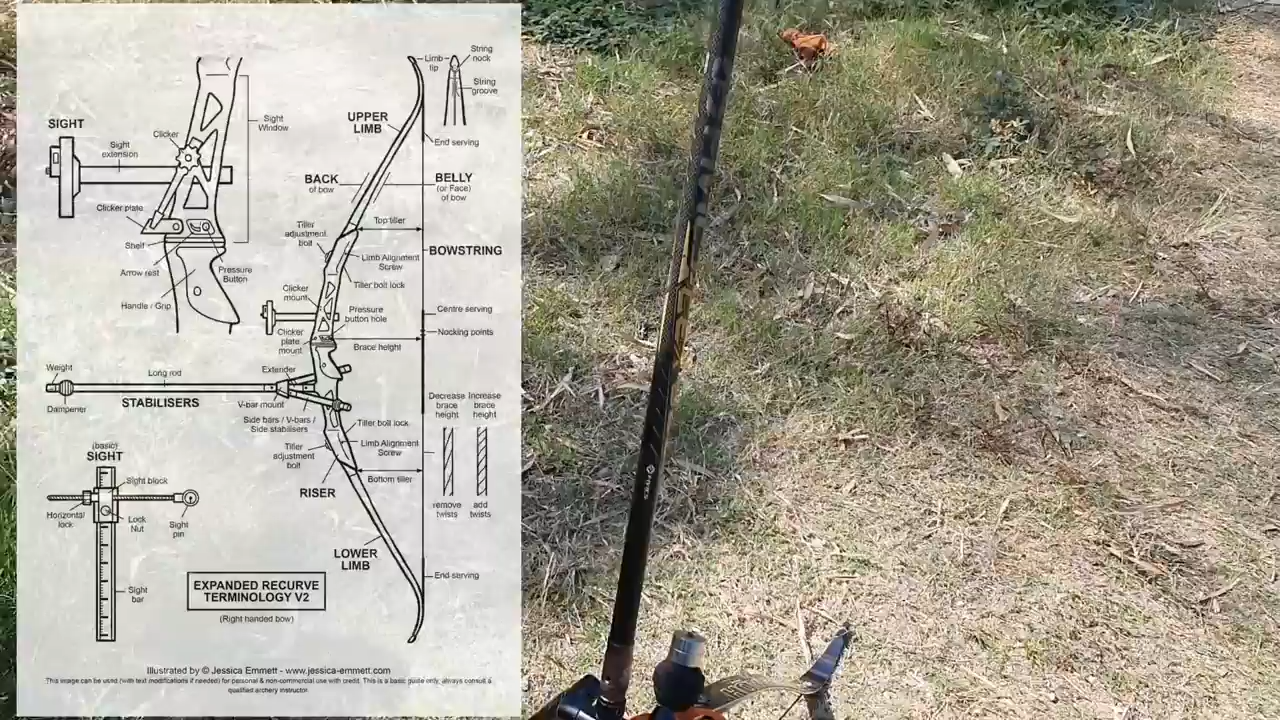 String
nock
Limb
tip
String
groove
UPPER
LIMB
End serving
SIGHT
Clicker
Sight
extension
Sight
Window
Clicker plate
Shelf
Arrow rest
Pressure
Button
Handle / Grip
BACK
of bow
BELLY
(or Face)
of bow
Top tiller
Tiller
adjustment
bolt
BOWSTRING
Limb Alignment
Screw
Tiller bolt lock
Clicker
mount
Pressure
button hole
Centre serving
Nocking points
Clicker
plate
mount
Brace height
Weight
Long rod
Extender
Dampener
STABILISERS
V-bar mount
Side bars / V-bars /
Side stabilisers
Decrease
brace
height
Increase
brace
height
Tiller bolt lock
Tiller
adjustment
bolt
Limb Alignment
Screw
Bottom tiller
RISER
remove
twists
add
twists
(basic)
SIGHT
Sight block
Horizontal
lock
Lock
Nut
Sight
pin
Sight
bar
LOWER
LIMB
End serving
EXPANDED RECURVE
TERMINOLOGY V2
(Right handed bow)
Illustrated by © Jessica Emmett - www.jessica-emmett.com
This image can be used (with text modifications if needed) for personal & non-commercial use with credit. This is a basic guide only, always consult a
qualified archery instructor.